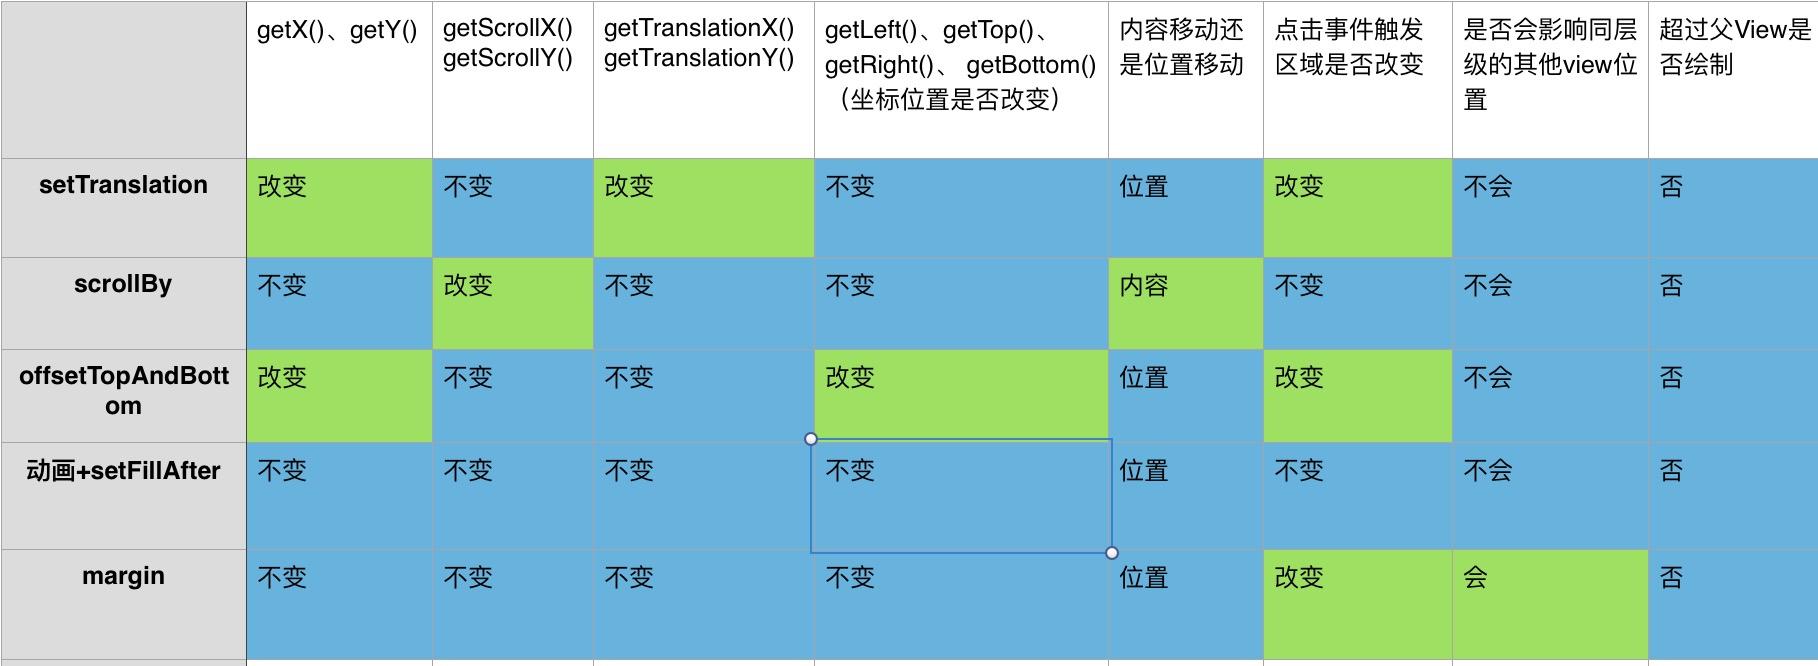 getX()、getY()
getScrollX()
getScrollY()
getTranslationX()
getTranslationY()
getLeft()、getTop()、
getRight()、 getBottom()
（坐标位置是否改变）
内容移动还
是位置移动
点击事件触发
区域是否改变
是否会影响同层
级的其他view位
置
超过父View是
否绘制
setTranslation
改变
不变
改变
不变
位置
改变
不会
否
scrollBy
不变
改变
不变
不变
内容
不变
不会
否
offsetTopAndBott
om
改变
不变
不变
改变
位置
改变
不会
否
动画+setFillAfter
不变
不变
不变
不变
位置
不变
不会
否
margin
不变
不变
不变
不变
位置
改变
会
否